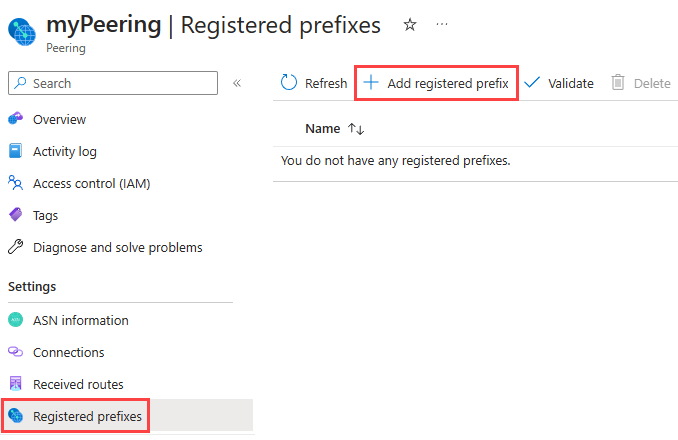 myPeering | Registered prefixes
Peering
Search
Overview
Activity log
Access control (IAM)
Tags
Diagnose and solve problems
Settings
ASN information
Connections
Received routes
Registered prefixes
Refresh
Add registered prefix
Validate
Delete
Name
You do not have any registered prefixes.